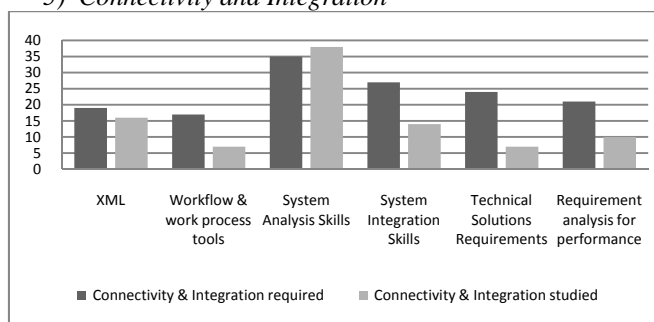 5) Connectivity and Integration
40
35
30
25
20
15
10
5
0
XML
Workflow &
work process
tools
System
Analysis Skills
System
Integration
Skills
Technical
Solutions
Requirements
Requirement
analysis for
performance
Connectivity & Integration required
Connectivity & Integration studied